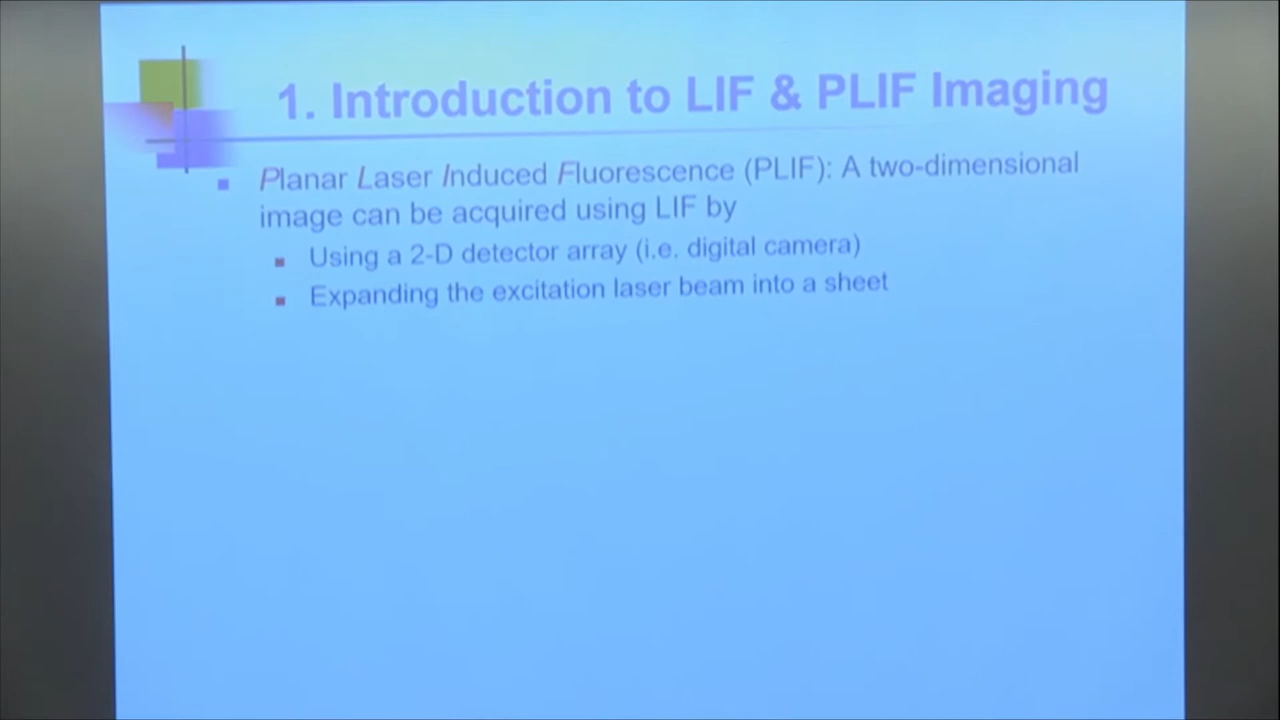 1. Introduction to LIF & PLIF Imaging
Planar Laser Induced Fluorescence (PLIF): A two-dimensional
image can be acquired using LIF by
Using a 2-D detector array (i.e. digital camera)
Expanding the excitation laser beam into a sheet